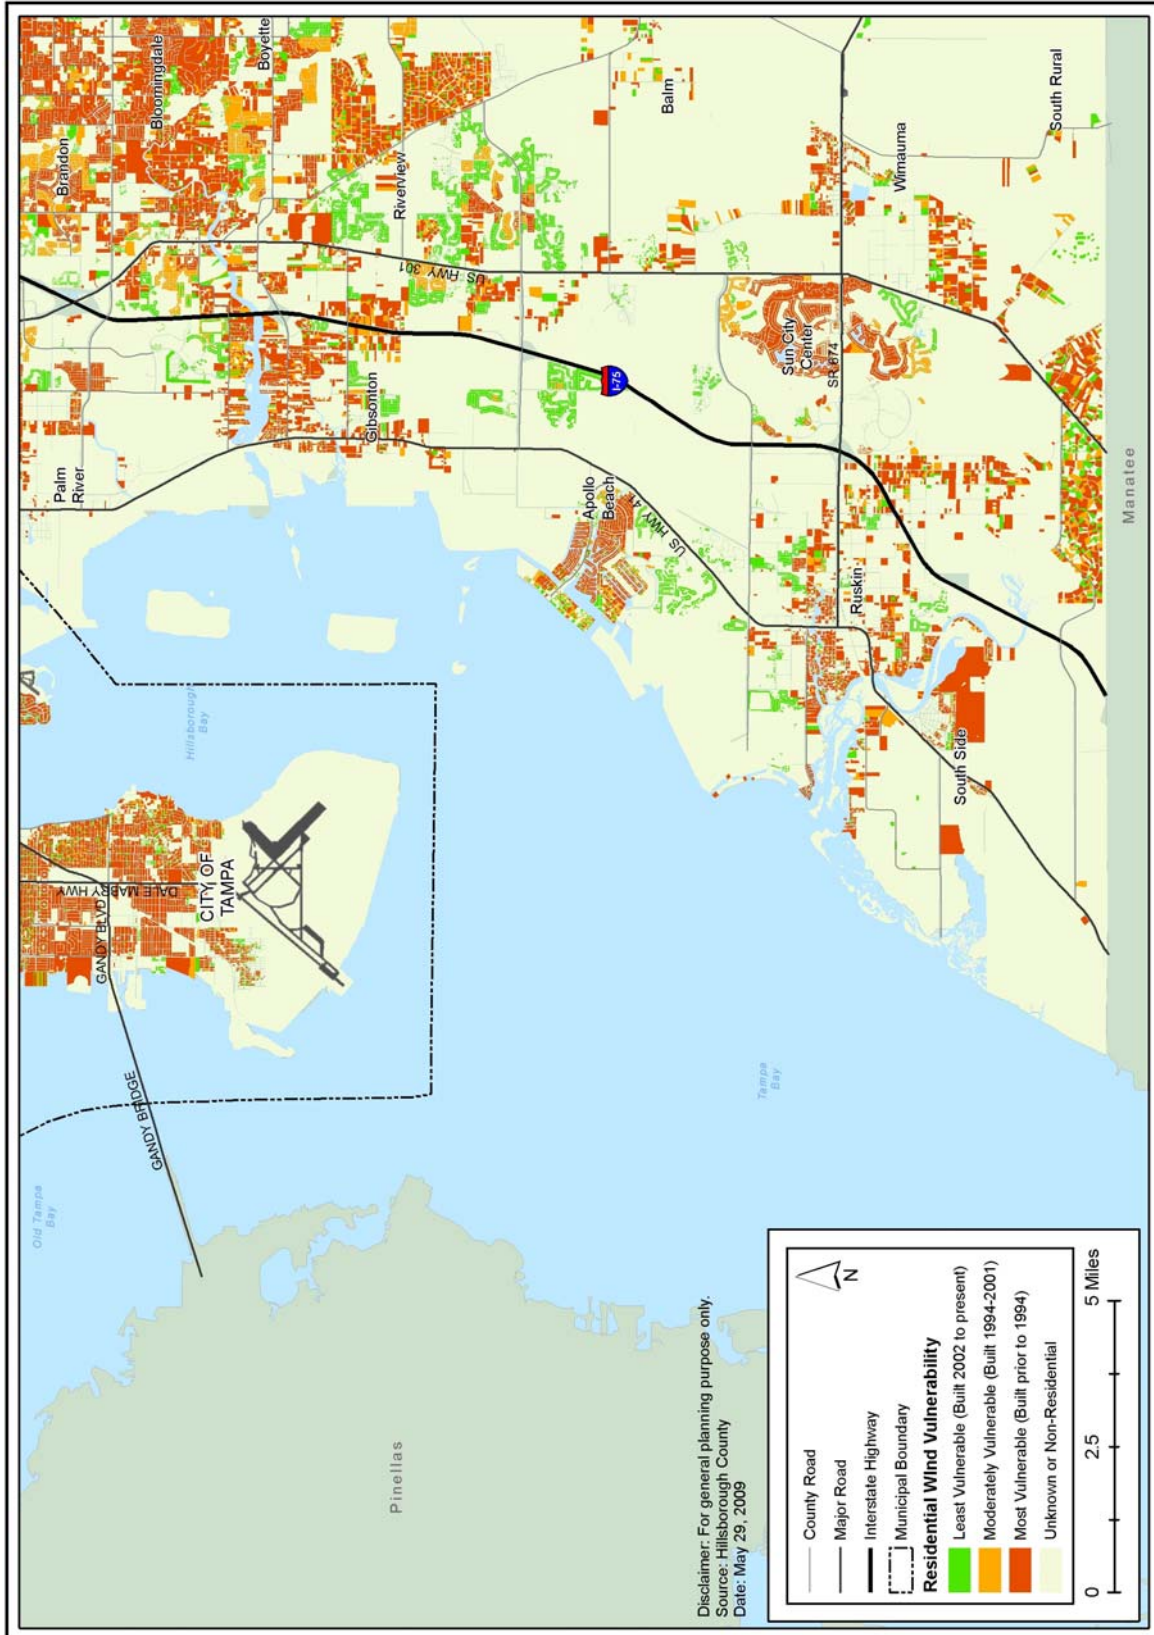 Old Tampa
Bay
GANDY BRIDGE
GANDY BLVD
DALE MABRY HWY
CITY OF
TAMPA
Hillsborough
Bay
Palm
River
Brandon
Bloomingdale
Boyette
Gibsonton
Riverview
US HWY 301
Pinellas
Apollo
Beach
I-75
US HWY 41
Balm
Tampa
Bay
Sun City
Center
SR 674
Ruskin
Wimauma
South Side
South Rural
Manatee
Disclaimer: For general planning purpose only.
Source: Hillsborough County
Date: May 29, 2009
County Road
Major Road
Interstate Highway
Municipal Boundary
Residential WInd Vulnerability
Least Vulnerable (Built 2002 to present)
Moderately Vulnerable (Built 1994-2001)
Most Vulnerable (Built prior to 1994)
Unknown or Non-Residential
N
0 2.5 5 Miles